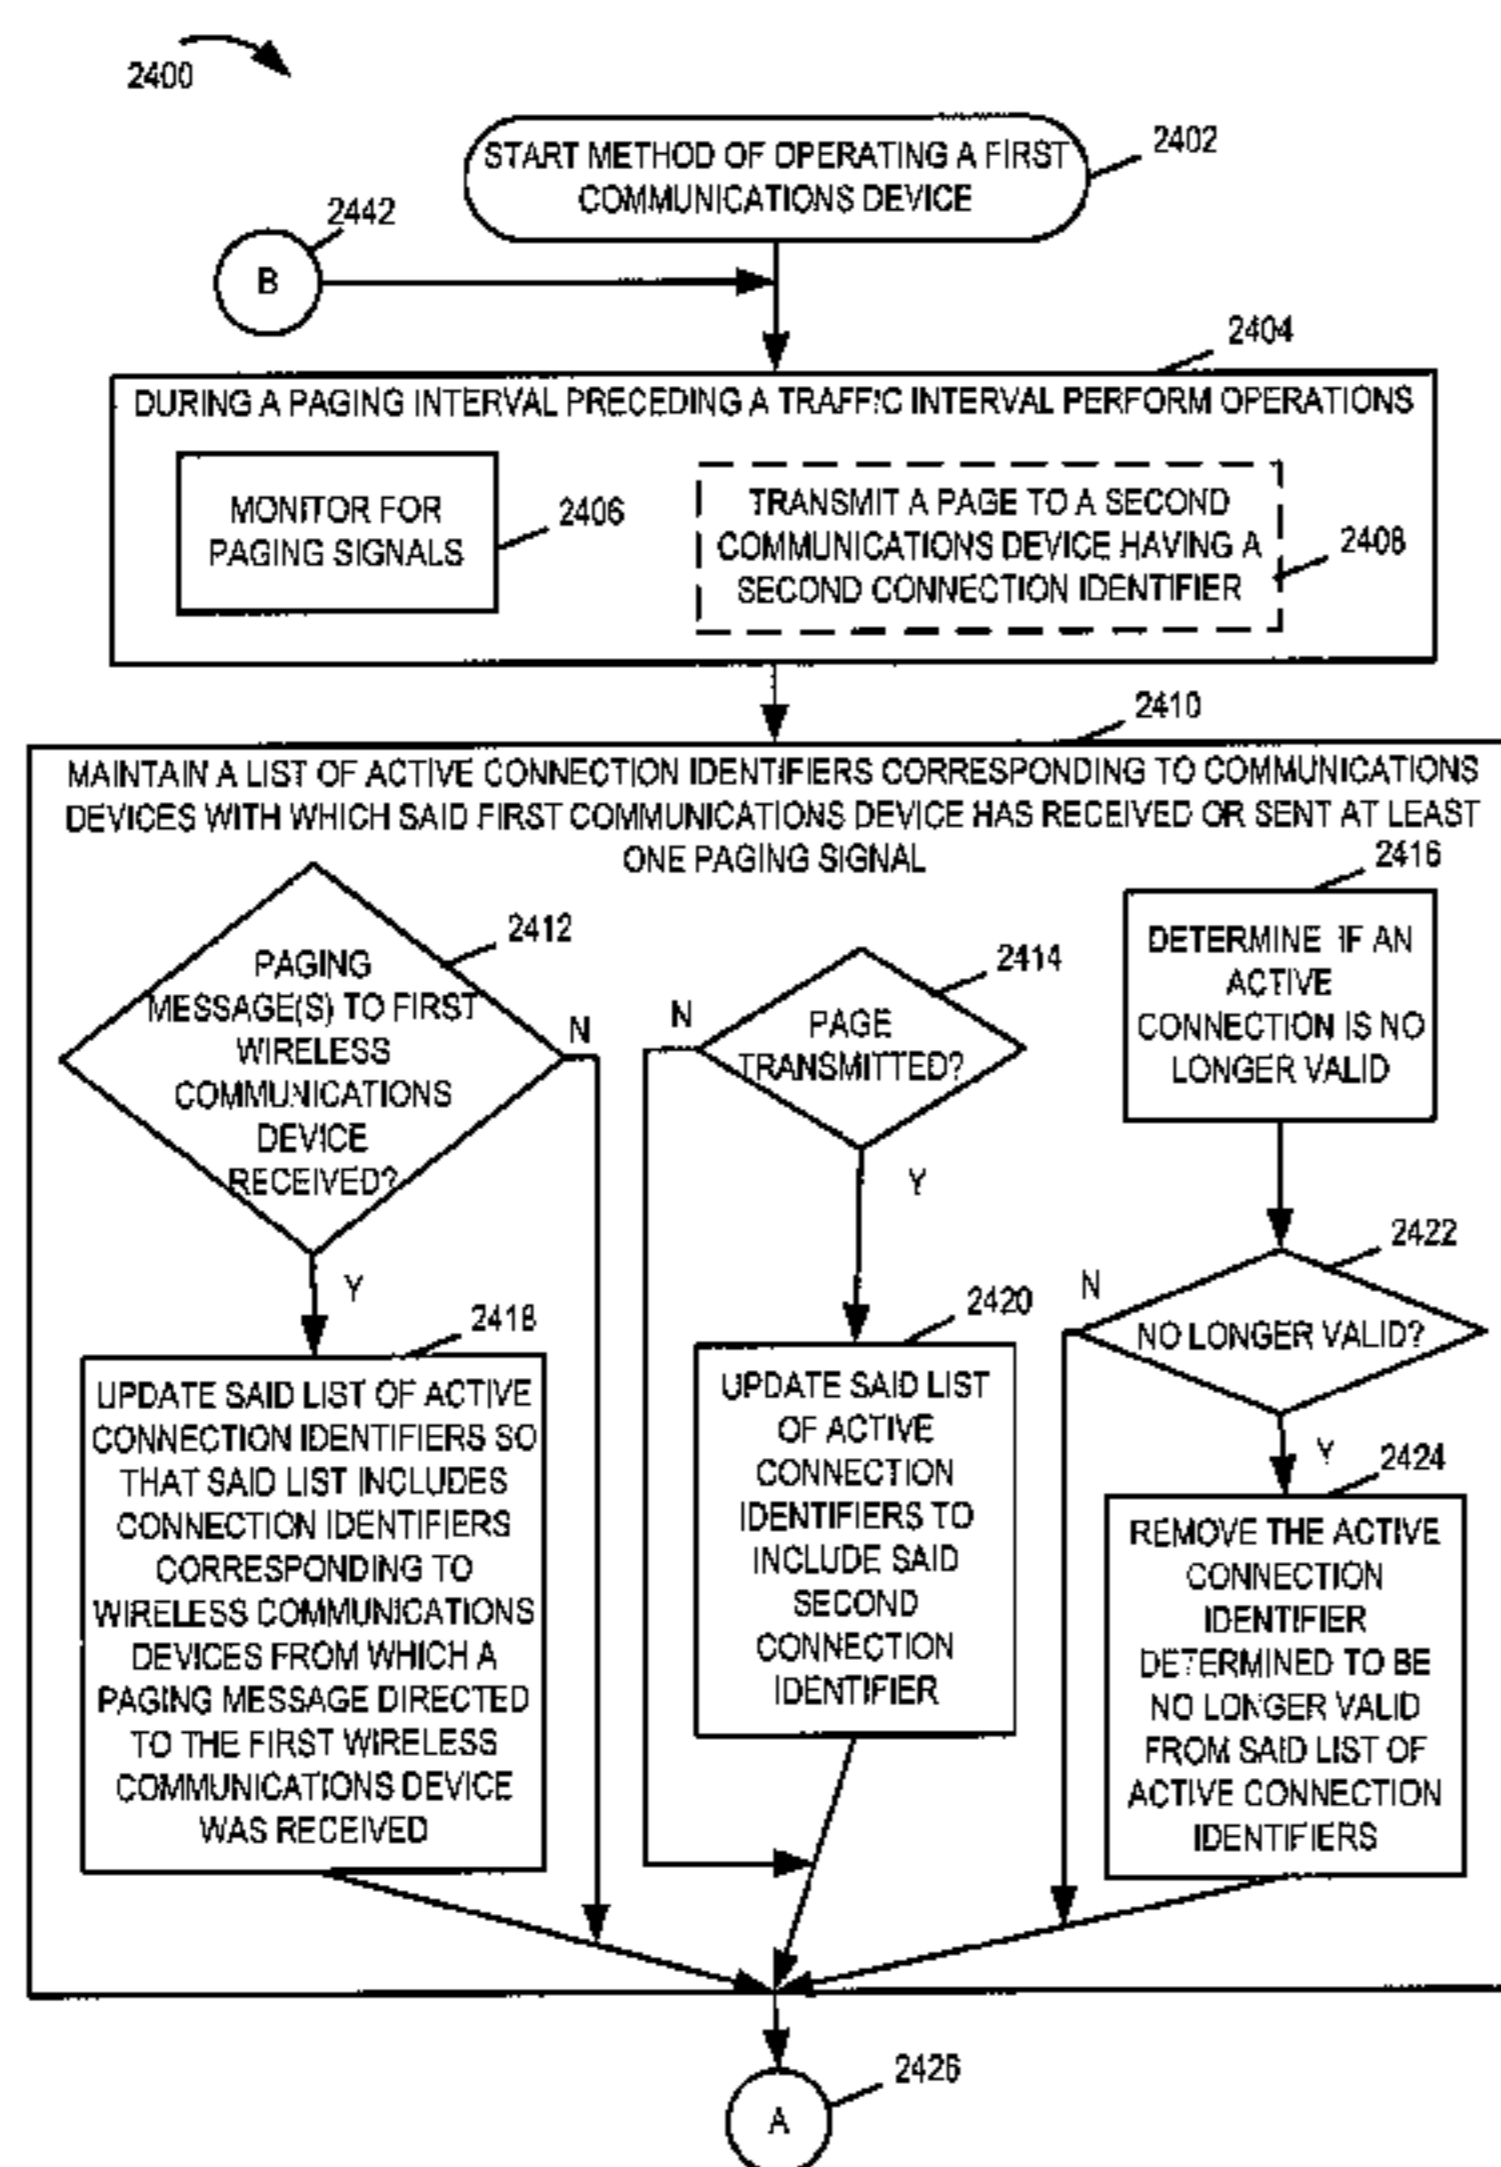 2400
START METHOD OF OPERATING A FIRST
COMMUNICATIONS DEVICE
2402
2442
B
2404
DURING A PAGING INTERVAL PRECEDING A TRAFFIC INTERVAL PERFORM OPERATIONS
MONITOR FOR
PAGING SIGNALS
2406
TRANSMIT A PAGE TO A SECOND
COMMUNICATIONS DEVICE HAVING A
SECOND CONNECTION IDENTIFIER
2408
2410
MAINTAIN A LIST OF ACTIVE CONNECTION IDENTIFIERS CORRESPONDING TO COMMUNICATIONS
DEVICES WITH WHICH SAID FIRST COMMUNICATIONS DEVICE HAS RECEIVED OR SENT AT LEAST
ONE PAGING SIGNAL
2412
PAGING
MESSAGE(S) TO FIRST
WIRELESS
COMMUNICATIONS
DEVICE
RECEIVED?
N
Y
2418
UPDATE SAID LIST OF ACTIVE
CONNECTION IDENTIFIERS SO
THAT SAID LIST INCLUDES
CONNECTION IDENTIFIERS
CORRESPONDING TO
WIRELESS COMMUNICATIONS
DEVICES FROM WHICH A
PAGING MESSAGE DIRECTED
TO THE FIRST WIRELESS
COMMUNICATIONS DEVICE
WAS RECEIVED
2414
N
PAGE
TRANSMITTED?
Y
2420
UPDATE SAID LIST
OF ACTIVE
CONNECTION
IDENTIFIERS TO
INCLUDE SAID
SECOND
CONNECTION
IDENTIFIER
2416
DETERMINE IF AN
ACTIVE
CONNECTION IS NO
LONGER VALID
2422
N
NO LONGER VALID?
Y
2424
REMOVE THE ACTIVE
CONNECTION
IDENTIFIER
DETERMINED TO BE
NO LONGER VALID
FROM SAID LIST OF
ACTIVE CONNECTION
IDENTIFIERS
2426
A